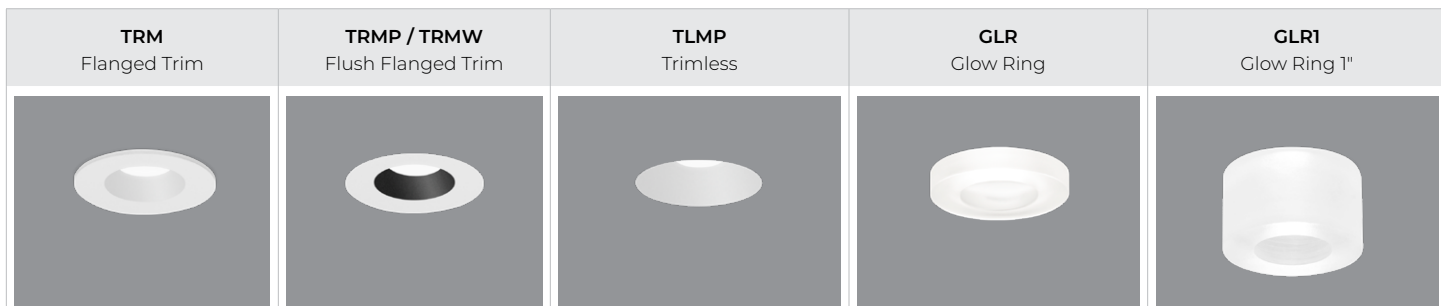 TRM
Flanged Trim
TRMP / TRMW
Flush Flanged Trim
TLMP
Trimless
GLR
Glow Ring
GLR1
Glow Ring 1"